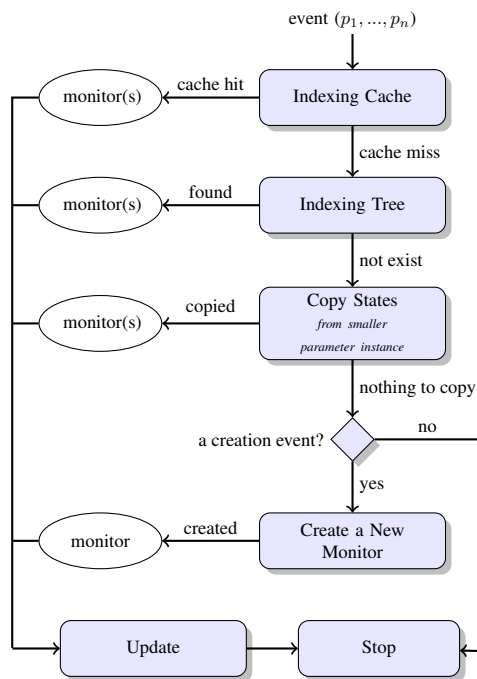 event (p₁, ..., pₙ)
monitor(s)
cache hit
Indexing Cache
cache miss
monitor(s)
found
Indexing Tree
not exist
monitor(s)
copied
Copy States
from smaller
parameter instance
nothing to copy
a creation event?
no
yes
monitor
created
Create a New
Monitor
Update
Stop